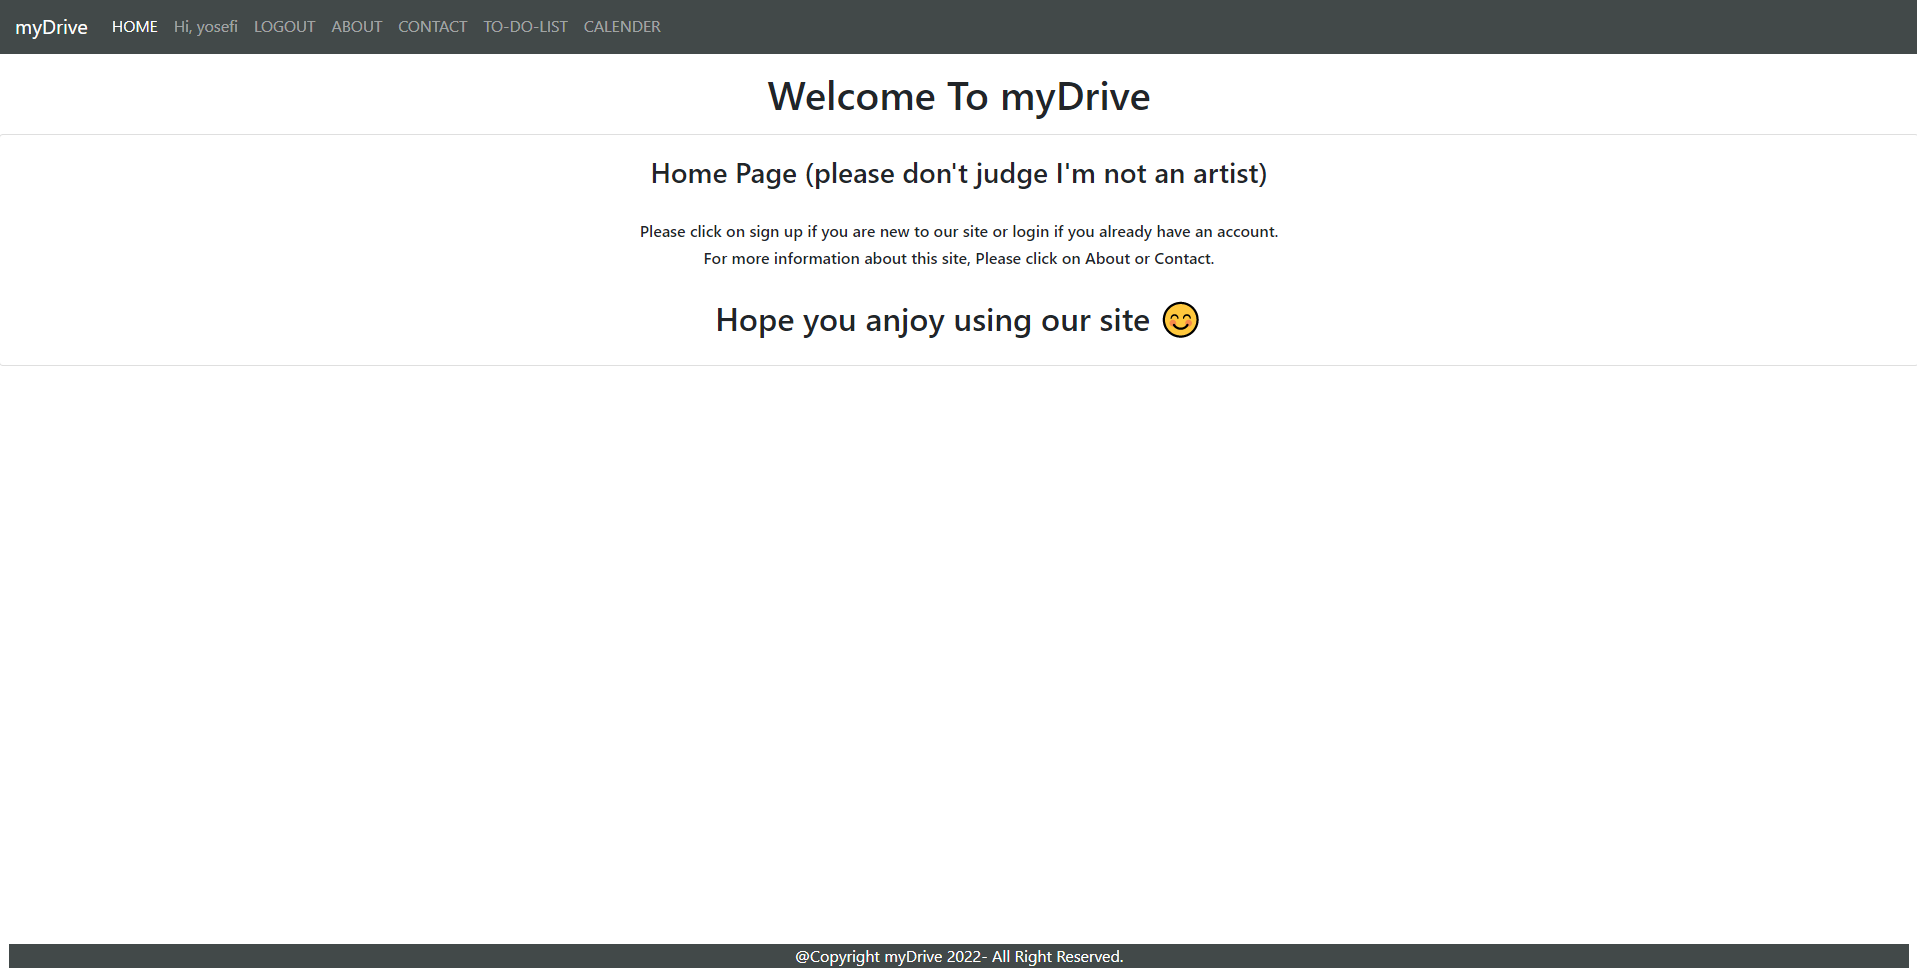 myDrive HOME Hi, yosefi LOGOUT ABOUT CONTACT TO-DO-LIST CALENDER
Welcome To myDrive
Home Page (please don't judge I'm not an artist)
Please click on sign up if you are new to our site or login if you already have an account.
For more information about this site, Please click on About or Contact.
Hope you anjoy using our site 😊
@Copyright myDrive 2022- All Right Reserved.